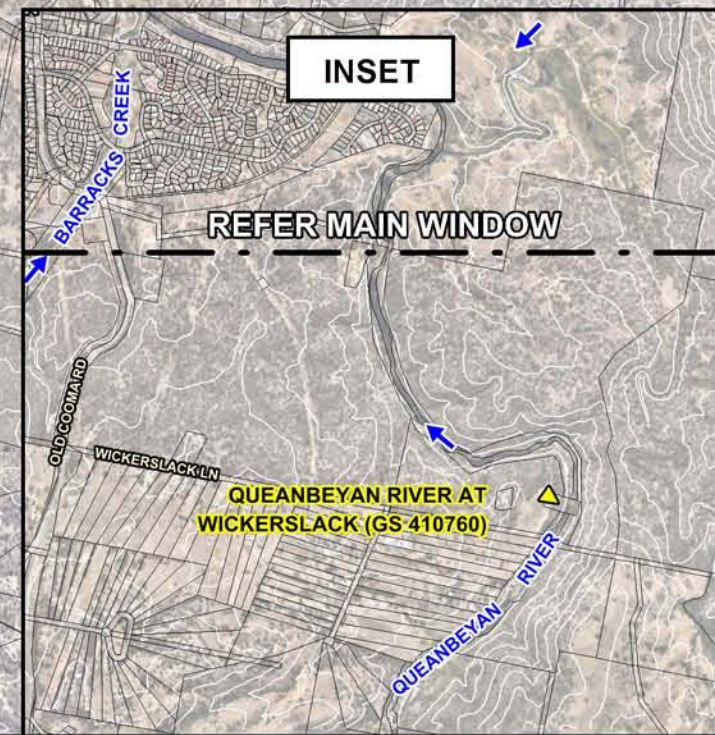 INSET
BARRACKS CREEK
REFER MAIN WINDOW
OLD COOMA RD
WICKERSLACK LN
QUEANBEYAN RIVER AT
WICKERSLACK (GS 410760)
QUEANBEYAN RIVER